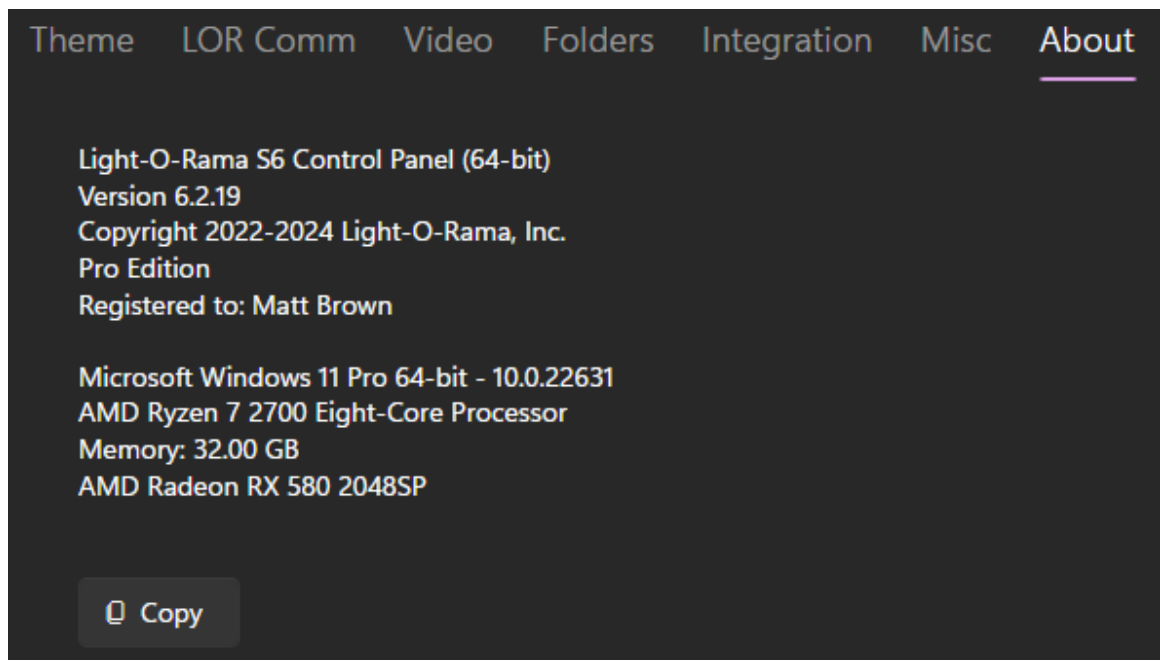 Theme LOR Comm Video Folders Integration Misc About
Light-O-Rama S6 Control Panel (64-bit)
Version 6.2.19
Copyright 2022-2024 Light-O-Rama, Inc.
Pro Edition
Registered to: Matt Brown
Microsoft Windows 11 Pro 64-bit - 10.0.22631
AMD Ryzen 7 2700 Eight-Core Processor
Memory: 32.00 GB
AMD Radeon RX 580 2048SP
Copy